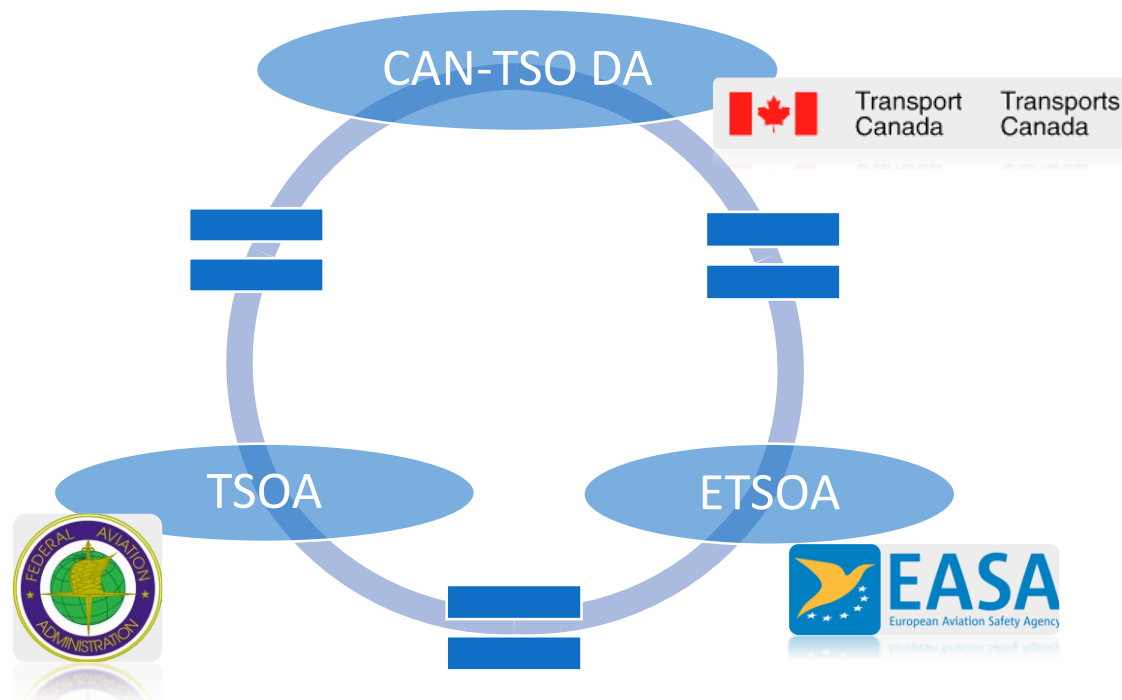 CAN-TSO DA
Transport Transports
Canada Canada
TSOA
ETSOA
FEDERAL AVIATION
ADMINISTRATION
EASA
European Aviation Safety Agency